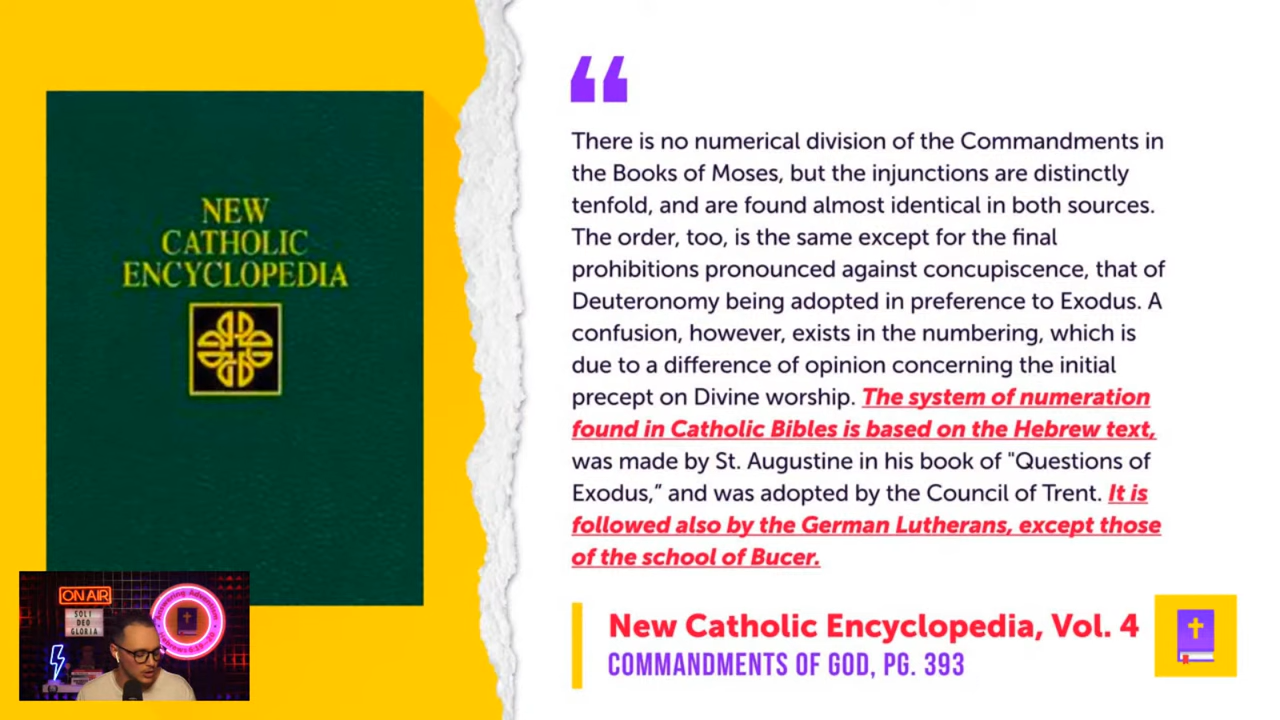 NEW
CATHOLIC
ENCYCLOPEDIA
There is no numerical division of the Commandments in
the Books of Moses, but the injunctions are distinctly
tenfold, and are found almost identical in both sources.
The order, too, is the same except for the final
prohibitions pronounced against concupiscence, that of
Deuteronomy being adopted in preference to Exodus. A
confusion, however, exists in the numbering, which is
due to a difference of opinion concerning the initial
precept on Divine worship. The system of numeration
found in Catholic Bibles is based on the Hebrew text,
was made by St. Augustine in his book of "Questions of
Exodus,” and was adopted by the Council of Trent. It is
followed also by the German Lutherans, except those
of the school of Bucer.
New Catholic Encyclopedia, Vol. 4
COMMANDMENTS OF GOD, PG. 393
ON AIR
SOLI
DEO
GLORIA
Answering Adventism